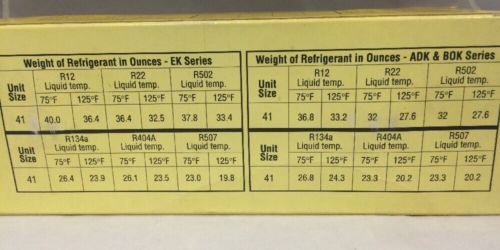 Weight of Refrigerant in Ounces - EK Series
R12 R22 R502
Unit Liquid temp. Liquid temp. Liquid temp.
Size 75°F 125°F 75°F 125°F 75°F 125°F
41 40.0 36.4 36.4 32.5 37.8 33.4
R134a R404A R507
Unit Liquid temp. Liquid temp. Liquid temp.
Size 75°F 125°F 75°F 125°F 75°F 125°F
41 26.4 23.9 26.1 23.5 23.0 19.8
Weight of Refrigerant in Ounces - ADK & BOK Series
R12 R22 R502
Unit Liquid temp. Liquid temp. Liquid temp.
Size 75°F 125°F 75°F 125°F 75°F 125°F
41 36.8 33.2 32 27.6 32 27.6
R134a R404A R507
Unit Liquid temp. Liquid temp. Liquid temp.
Size 75°F 125°F 75°F 125°F 75°F 125°F
41 26.8 24.3 23.3 20.2 23.3 20.2